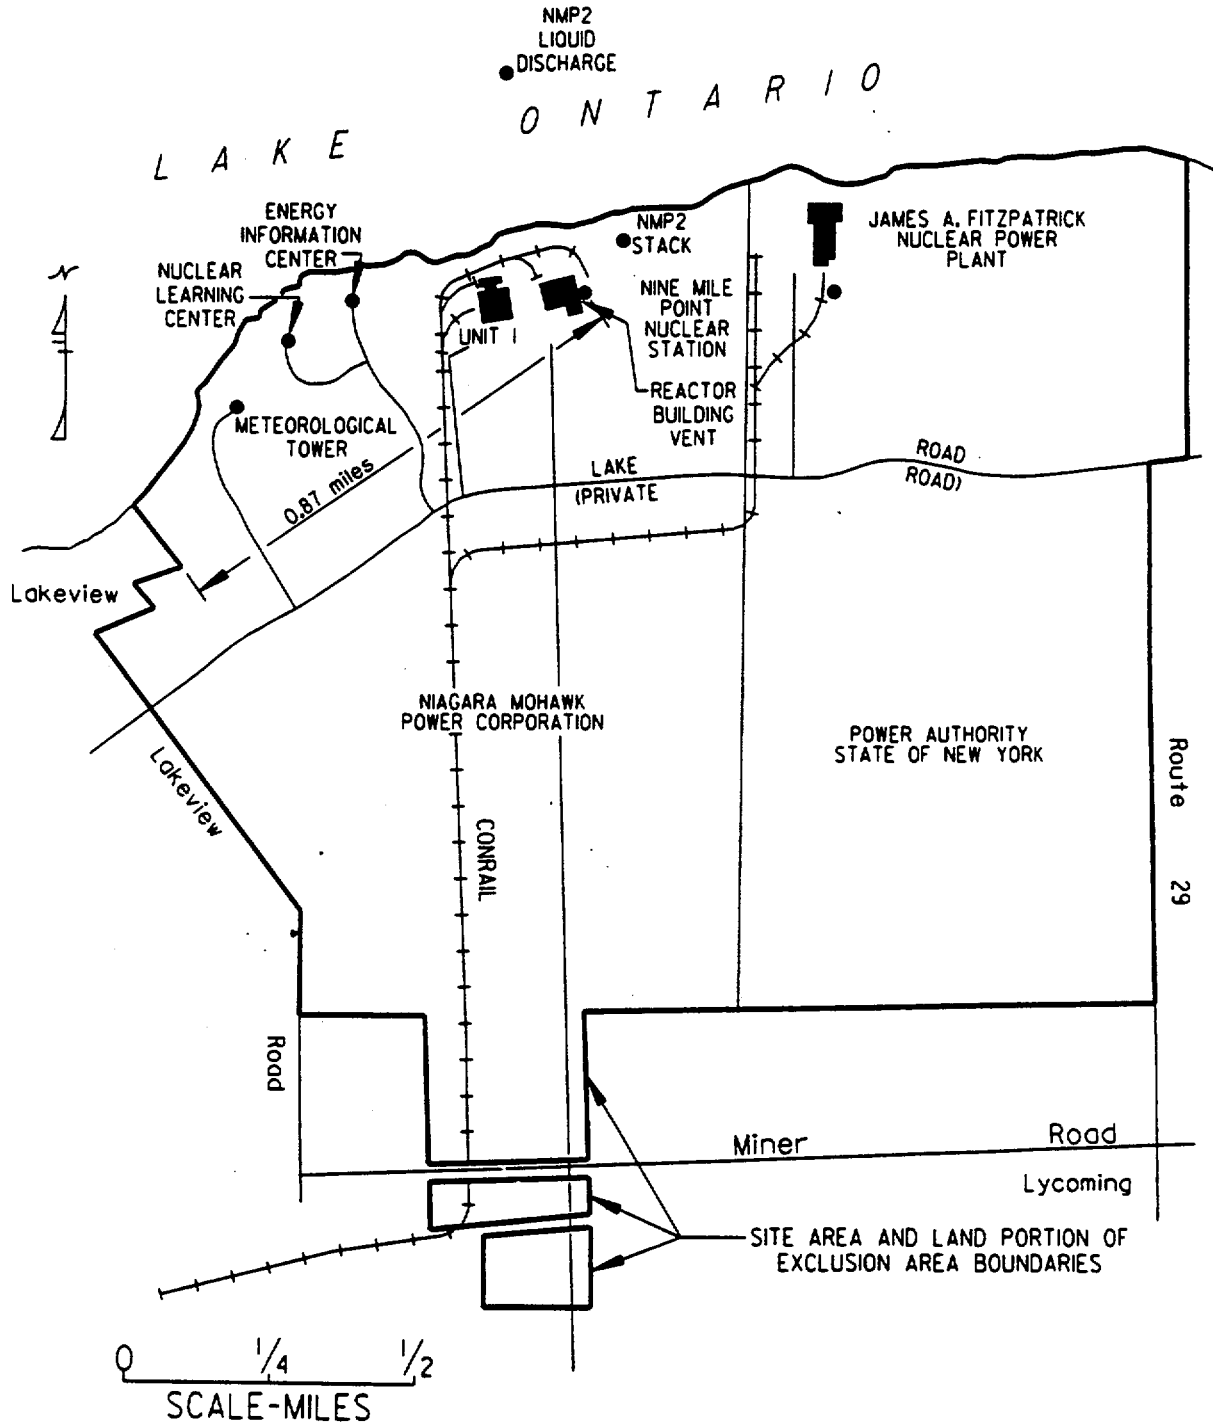 NMP2
LIQUID
DISCHARGE
LAKE ONTARIO
ENERGY
INFORMATION
CENTER
NUCLEAR
LEARNING
CENTER
N
NMP2
STACK
JAMES A. FITZPATRICK
NUCLEAR POWER
PLANT
NINE MILE
POINT
NUCLEAR
STATION
UNIT 1
REACTOR
BUILDING
VENT
METEOROLOGICAL
TOWER
0.87 miles
LAKE ROAD
(PRIVATE ROAD)
Lakeview
NIAGARA MOHAWK
POWER CORPORATION
POWER AUTHORITY
STATE OF NEW YORK
Lakeview
Road
CONRAIL
Route 29
Miner Road
Lycoming
SITE AREA AND LAND PORTION OF
EXCLUSION AREA BOUNDARIES
0 1/4 1/2
SCALE-MILES